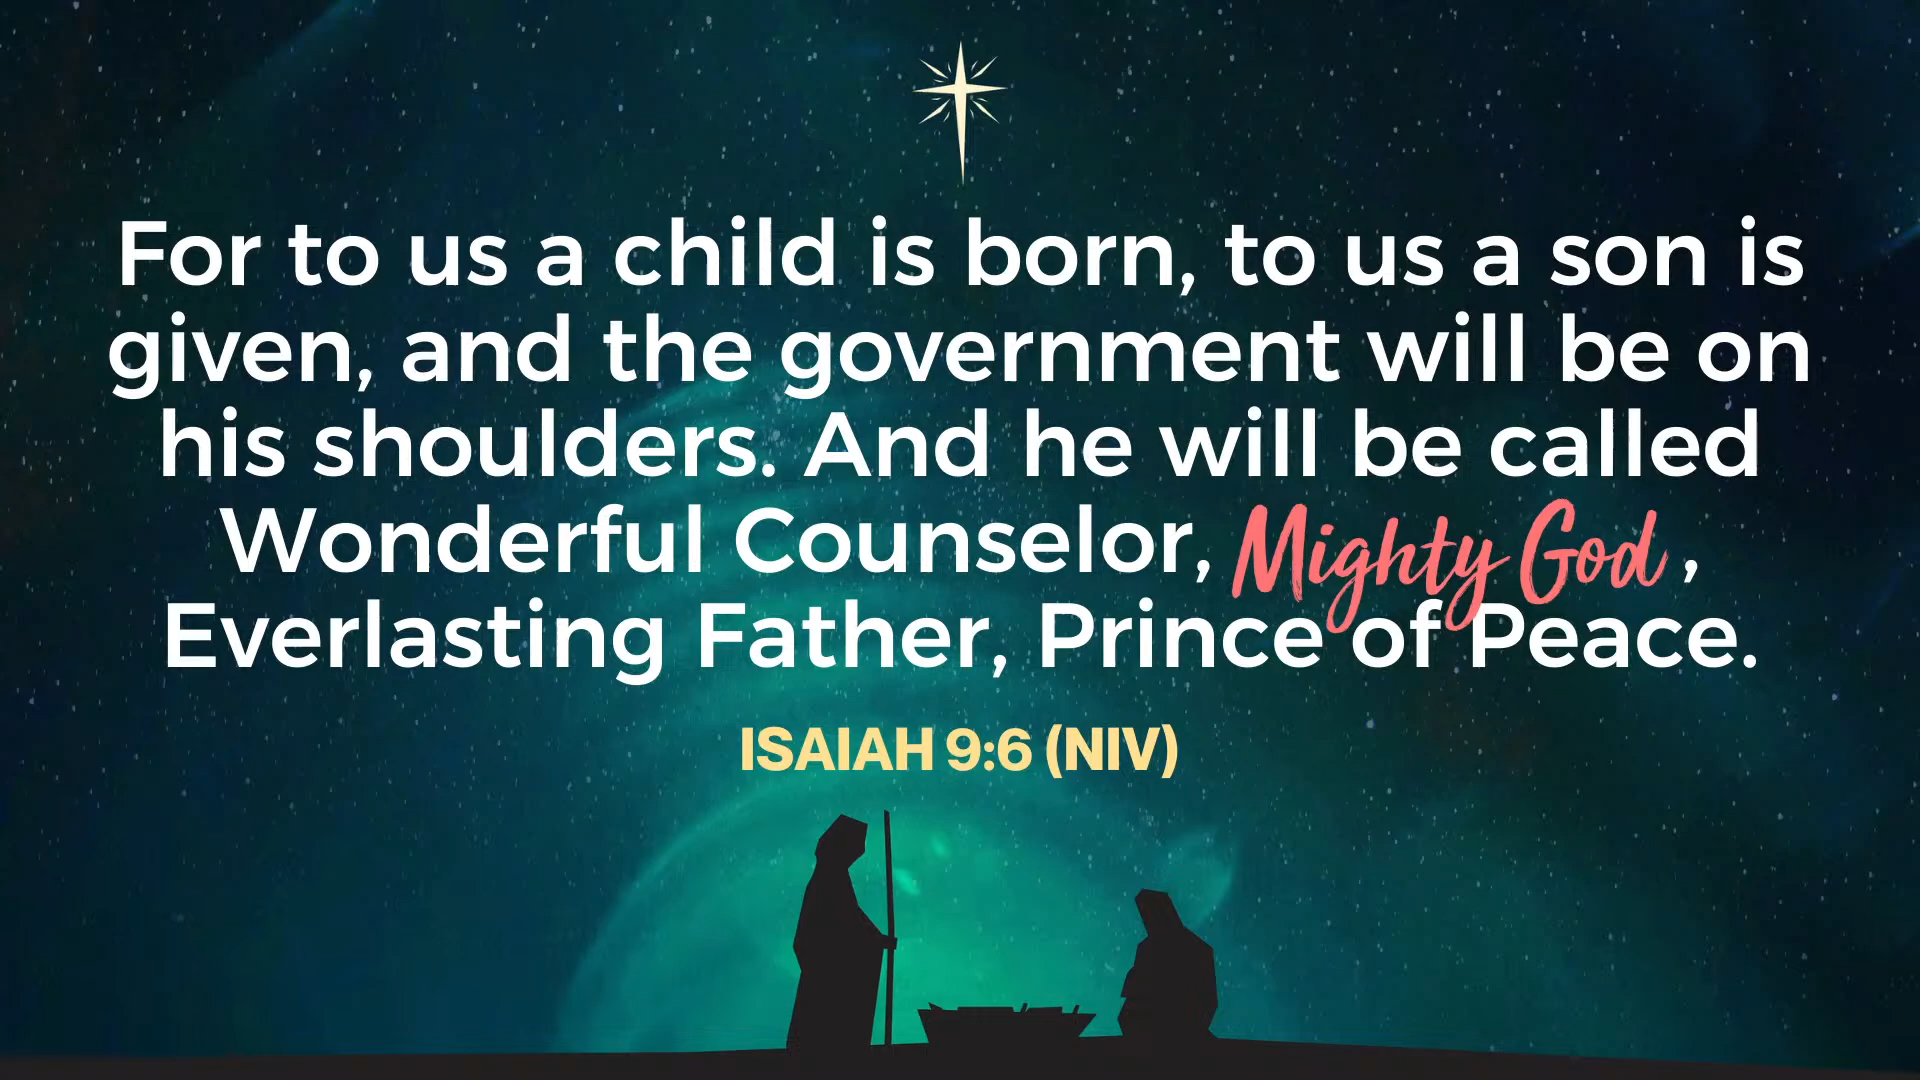 For to us a child is born, to us a son is
given, and the government will be on
his shoulders. And he will be called
Wonderful Counselor, Mighty God ,
Everlasting Father, Prince of Peace.
ISAIAH 9:6 (NIV)